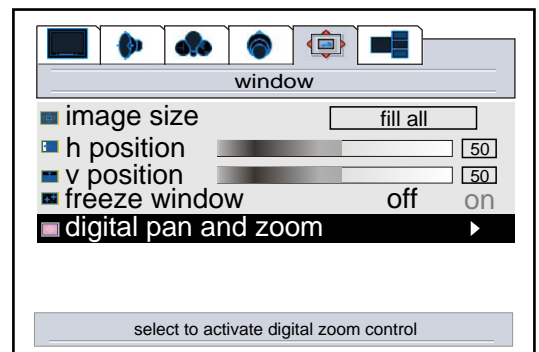 window
image size fill all
h position 50
v position 50
freeze window off on
digital pan and zoom
select to activate digital zoom control